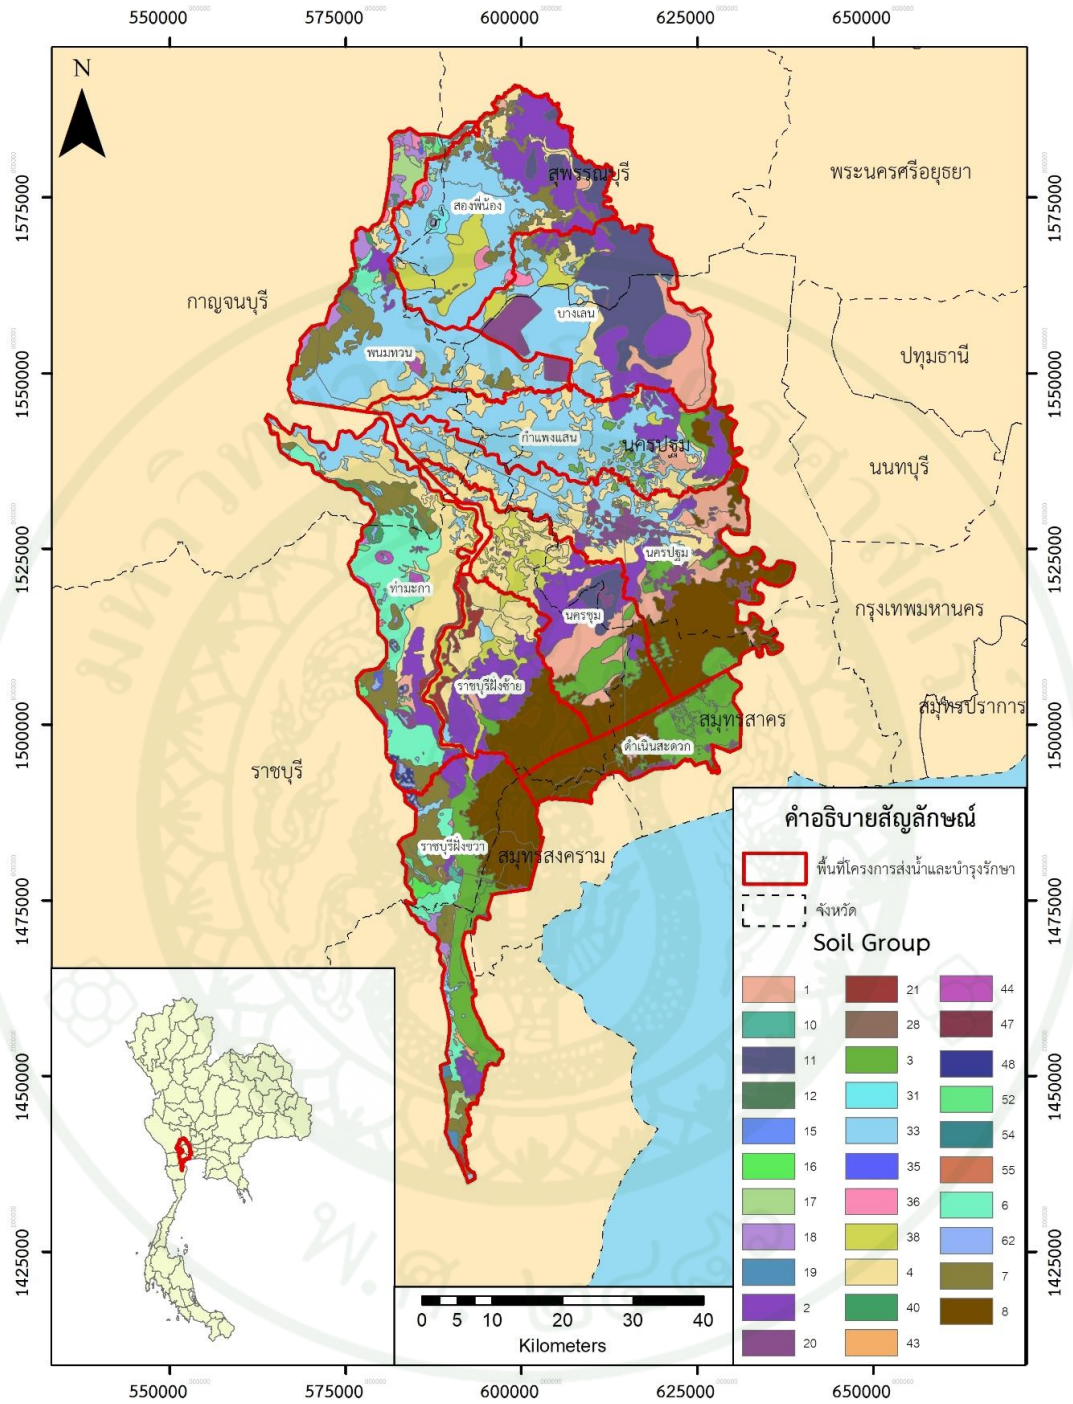 550000 575000 600000 625000 650000
N
1575000
1550000
1525000
1500000
1475000
1450000
1425000
1575000
1550000
1525000
1500000
1475000
1450000
1425000
พระนครศรีอยุธยา
สุพรรณบุรี
สองพี่น้อง
กาญจนบุรี
บางเลน
พนมทวน
ปทุมธานี
กำแพงแสน
นครปฐม
นนทบุรี
นครปฐม
ท่ามะกา
นครชุม
กรุงเทพมหานคร
ราชบุรีฝั่งซ้าย
สมุทรปราการ
สมุทรสาคร
ดำเนินสะดวก
ราชบุรี
ราชบุรีฝั่งขวา
สมุทรสงคราม
คำอธิบายสัญลักษณ์
พื้นที่โครงการส่งน้ำและบำรุงรักษา
จังหวัด
Soil Group
1 21 44
10 28 47
11 3 48
12 31 52
15 33 54
16 35 55
17 36 6
18 38 62
19 4 7
2 40 8
20 43
0 5 10 20 30 40
Kilometers
550000 575000 600000 625000 650000